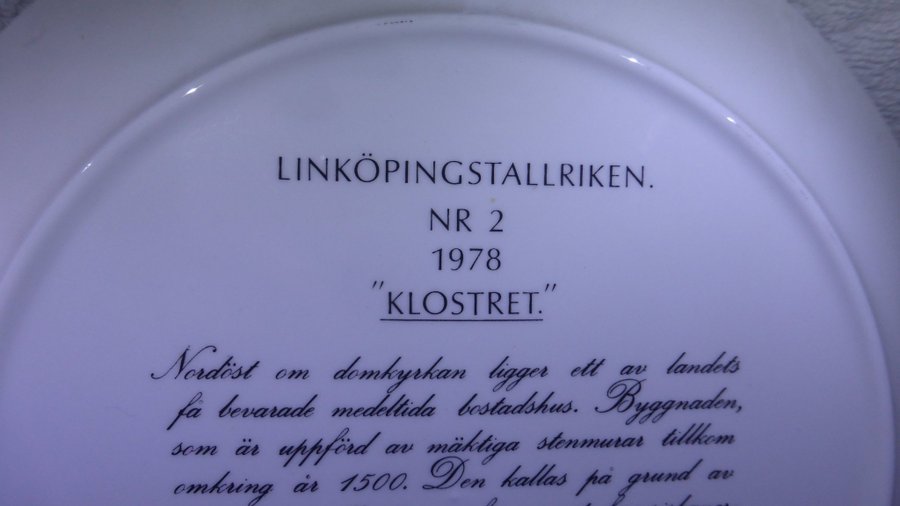 LINKÖPINGSTALLRIKEN.
NR 2
1978
"KLOSTRET."
Nordöst om domkyrkan ligger ett av landets
få bevarade medeltida bostadshus. Byggnaden,
som är uppförd av mäktiga stenmurar tillkom
omkring år 1500. Den kallas på grund av